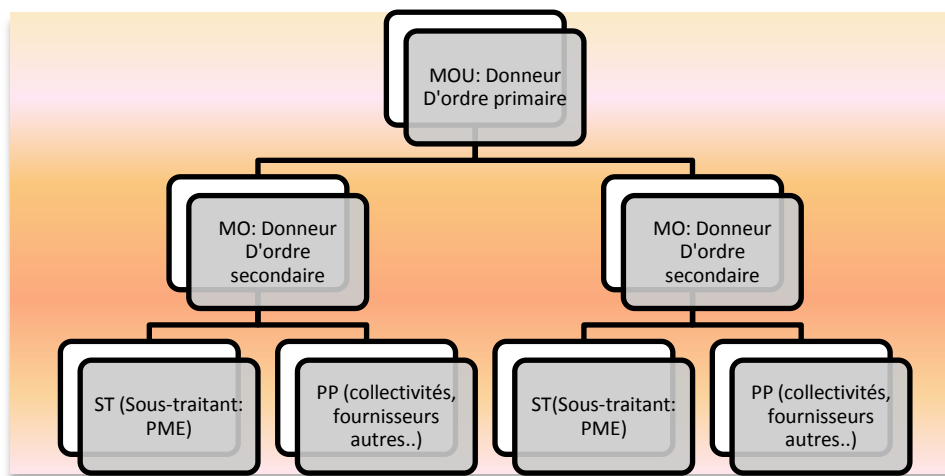 MOU: Donneur
D'ordre primaire
MO: Donneur
D'ordre
secondaire
MO: Donneur
D'ordre
secondaire
ST (Sous-traitant:
PME)
PP (collectivités,
fournisseurs
autres..)
ST(Sous-traitant:
PME)
PP (collectivités,
fournisseurs
autres..)